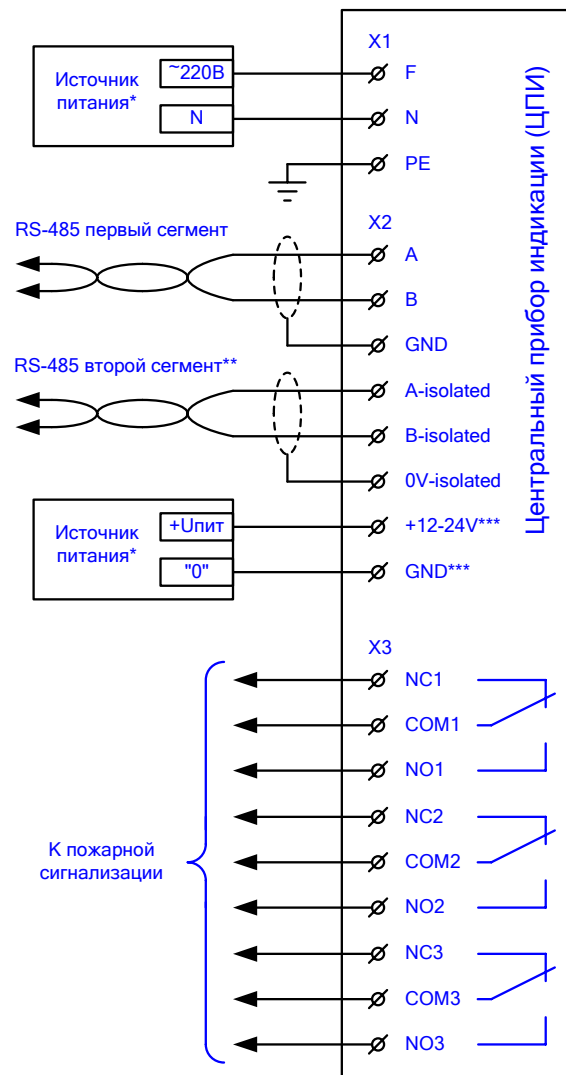 X1
Источник
питания*
~220В
F
N
N
PE
RS-485 первый сегмент
X2
A
B
GND
RS-485 второй сегмент**
A-isolated
B-isolated
0V-isolated
Источник
питания*
+Uпит
+12-24V***
"0"
GND***
Центральный прибор индикации (ЦПИ)
X3
NC1
COM1
NO1
NC2
COM2
NO2
NC3
COM3
NO3
К пожарной
сигнализации